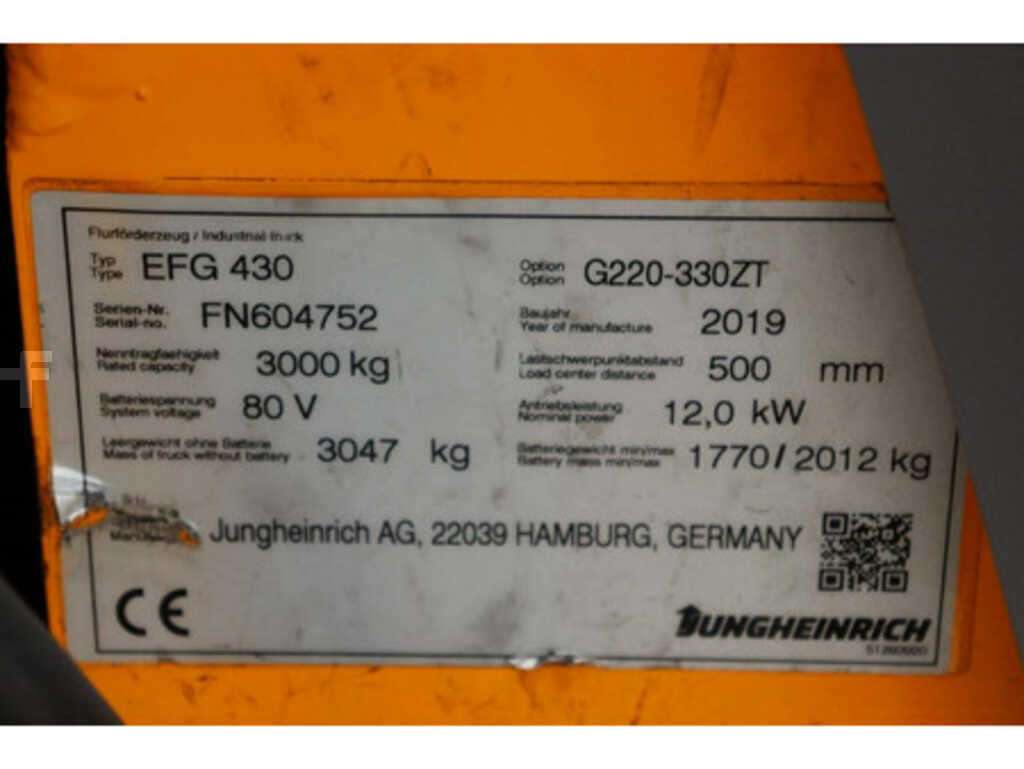 Flurförderzeug / Industrial truck
Typ
Type EFG 430
Option
Option G220-330ZT
Serien-Nr.
Serial-no. FN604752
Baujahr
Year of manufacture 2019
Nenntragfaehigkeit
Rated capacity 3000 kg
Lastschwerpunktabstand
Load center distance 500 mm
Batteriespannung
System voltage 80 V
Antriebsleistung
Nominal power 12,0 kW
Leergewicht ohne Batterie
Mass of truck without battery 3047 kg
Batteriegewicht min/max
Battery mass min/max 1770/2012 kg
Jungheinrich AG, 22039 HAMBURG, GERMANY
CE
JUNGHEINRICH